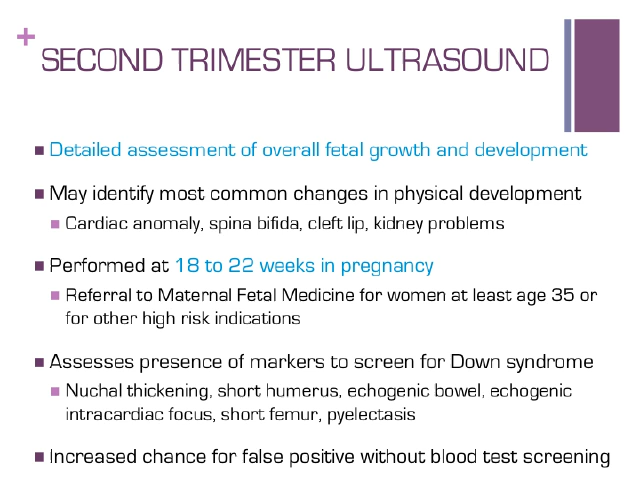 +
SECOND TRIMESTER ULTRASOUND
Detailed assessment of overall fetal growth and development
May identify most common changes in physical development
Cardiac anomaly, spina bifida, cleft lip, kidney problems
Performed at 18 to 22 weeks in pregnancy
Referral to Maternal Fetal Medicine for women at least age 35 or
for other high risk indications
Assesses presence of markers to screen for Down syndrome
Nuchal thickening, short humerus, echogenic bowel, echogenic
intracardiac focus, short femur, pyelectasis
Increased chance for false positive without blood test screening